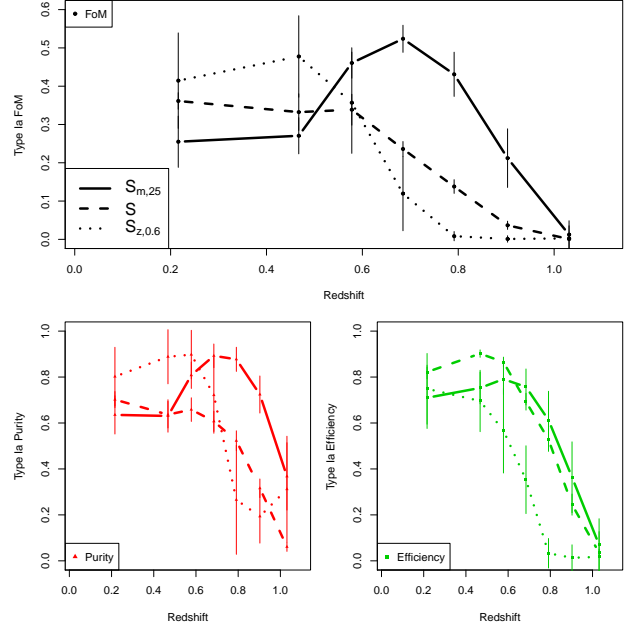 FoM
0.6
0.5
0.4
0.3
0.2
0.1
0.0
Type Ia FoM
S_{m,25}
S
S_{z,0.6}
0.0 0.2 0.4 0.6 0.8 1.0
Redshift
1.0
0.8
0.6
0.4
0.2
0.0
Type Ia Purity
Purity
0.0 0.2 0.4 0.6 0.8 1.0
Redshift
1.0
0.8
0.6
0.4
0.2
0.0
Type Ia Efficiency
Efficiency
0.0 0.2 0.4 0.6 0.8 1.0
Redshift